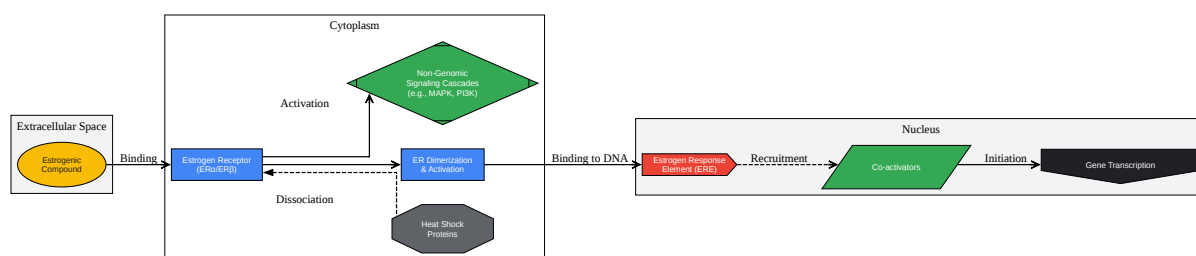 Cytoplasm
Non-Genomic
Signaling Cascades
(e.g., MAPK, PI3K)
Activation
Extracellular Space
Estrogenic
Compound
Binding
Estrogen Receptor
(ERα/ERβ)
ER Dimerization
& Activation
Dissociation
Heat Shock
Proteins
Binding to DNA
Nucleus
Estrogen Response
Element (ERE)
Recruitment
Co-activators
Initiation
Gene Transcription